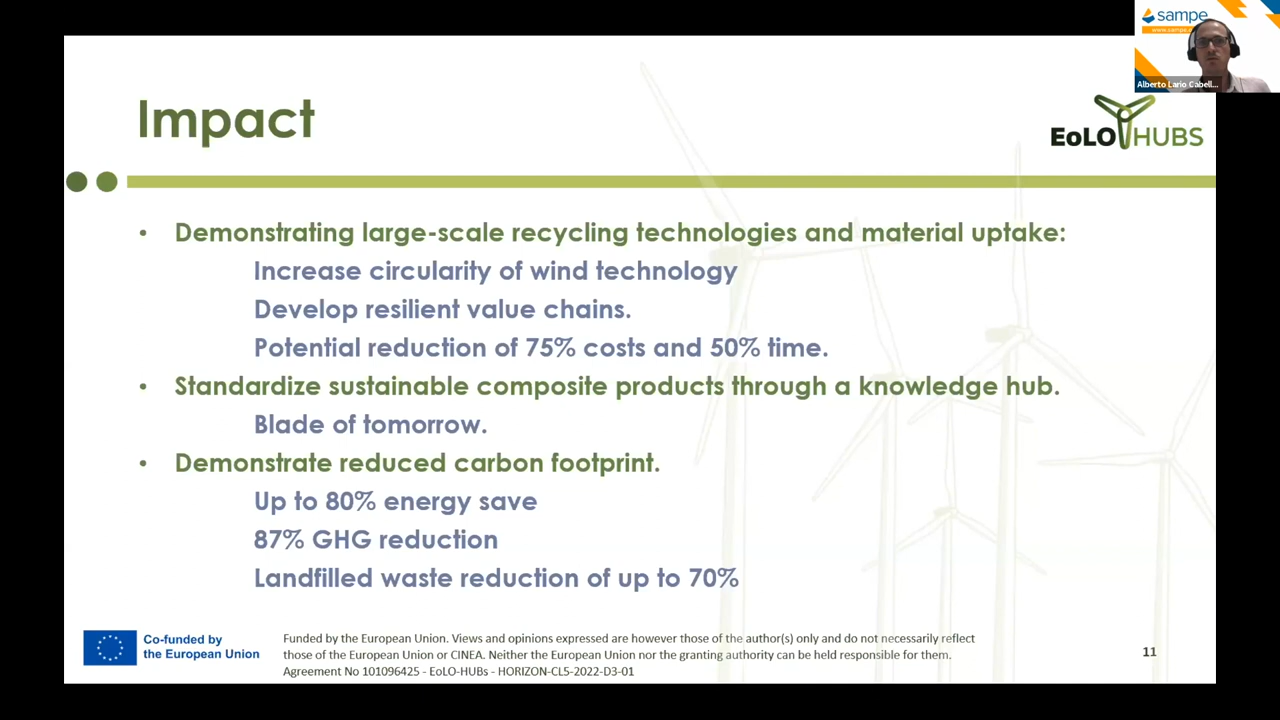 sampe
Alberto Lario Cabell...
Impact
EoLO HUBS
• Demonstrating large-scale recycling technologies and material uptake:
Increase circularity of wind technology
Develop resilient value chains.
Potential reduction of 75% costs and 50% time.
• Standardize sustainable composite products through a knowledge hub.
Blade of tomorrow.
• Demonstrate reduced carbon footprint.
Up to 80% energy save
87% GHG reduction
Landfilled waste reduction of up to 70%
Co-funded by
the European Union
Funded by the European Union. Views and opinions expressed are however those of the author(s) only and do not necessarily reflect
those of the European Union or CINEA. Neither the European Union nor the granting authority can be held responsible for them.
Agreement No 101096425 - EoLO-HUBs - HORIZON-CL5-2022-D3-01
11